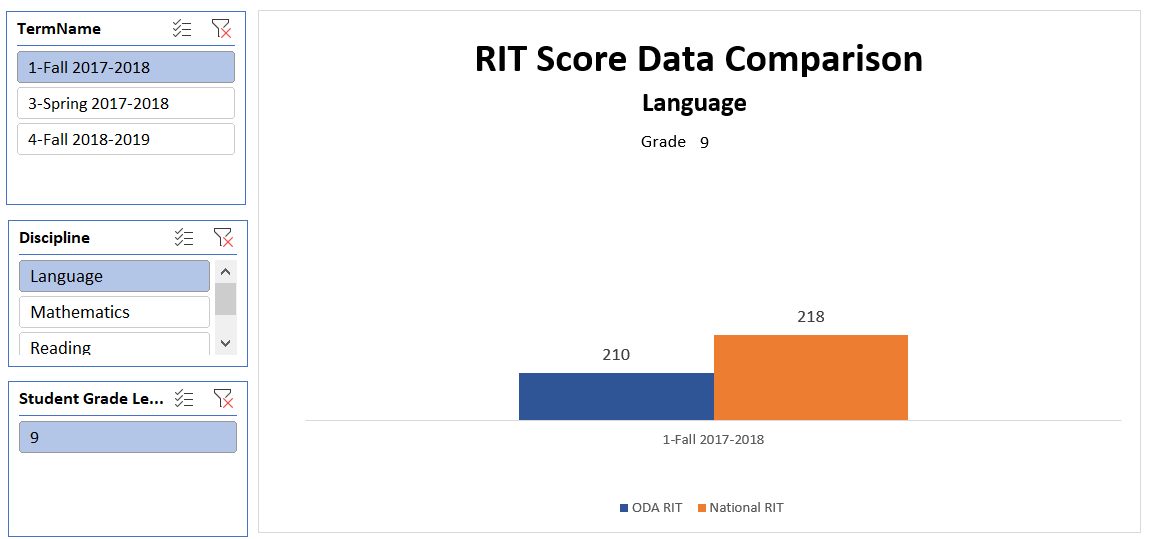 TermName
1-Fall 2017-2018
3-Spring 2017-2018
4-Fall 2018-2019
Discipline
Language
Mathematics
Reading
Student Grade Le...
9
RIT Score Data Comparison
Language
Grade 9
210
218
1-Fall 2017-2018
ODA RIT National RIT